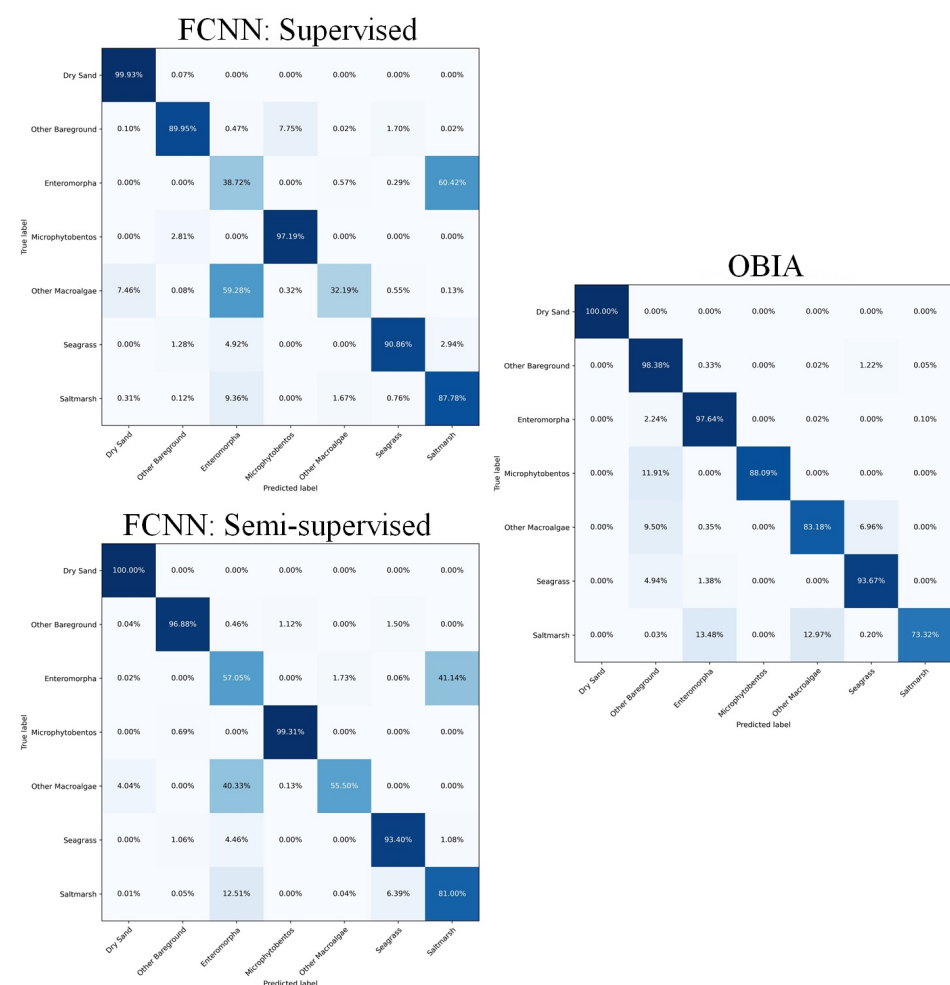 FCNN: Supervised
Dry Sand 99.93% 0.07% 0.00% 0.00% 0.00% 0.00% 0.00%
Other Bareground 0.10% 89.95% 0.47% 7.75% 0.02% 1.70% 0.02%
Enteromorpha 0.00% 0.00% 38.72% 0.00% 0.57% 0.29% 60.42%
Microphytobentos 0.00% 2.81% 0.00% 97.19% 0.00% 0.00% 0.00%
True label
Other Macroalgae 7.46% 0.08% 59.28% 0.32% 32.19% 0.55% 0.13%
Seagrass 0.00% 1.28% 4.92% 0.00% 0.00% 90.86% 2.94%
Saltmarsh 0.31% 0.12% 9.36% 0.00% 1.67% 0.76% 87.78%
Dry Sand Other Bareground Enteromorpha Microphytobentos Other Macroalgae Seagrass Saltmarsh
Predicted label
FCNN: Semi-supervised
Dry Sand 100.00% 0.00% 0.00% 0.00% 0.00% 0.00% 0.00%
Other Bareground 0.04% 96.88% 0.46% 1.12% 0.00% 1.50% 0.00%
Enteromorpha 0.02% 0.00% 57.05% 0.00% 1.73% 0.06% 41.14%
Microphytobentos 0.00% 0.69% 0.00% 99.31% 0.00% 0.00% 0.00%
True label
Other Macroalgae 4.04% 0.00% 40.33% 0.13% 55.50% 0.00% 0.00%
Seagrass 0.00% 1.06% 4.46% 0.00% 0.00% 93.40% 1.08%
Saltmarsh 0.01% 0.05% 12.51% 0.00% 0.04% 6.39% 81.00%
Dry Sand Other Bareground Enteromorpha Microphytobentos Other Macroalgae Seagrass Saltmarsh
Predicted label
OBIA
Dry Sand 100.00% 0.00% 0.00% 0.00% 0.00% 0.00% 0.00%
Other Bareground 0.00% 98.38% 0.33% 0.00% 0.02% 1.22% 0.05%
Enteromorpha 0.00% 2.24% 97.64% 0.00% 0.02% 0.00% 0.10%
Microphytobentos 0.00% 11.91% 0.00% 88.09% 0.00% 0.00% 0.00%
True label
Other Macroalgae 0.00% 9.50% 0.35% 0.00% 83.18% 6.96% 0.00%
Seagrass 0.00% 4.94% 1.38% 0.00% 0.00% 93.67% 0.00%
Saltmarsh 0.00% 0.03% 13.48% 0.00% 12.97% 0.20% 73.32%
Dry Sand Other Bareground Enteromorpha Microphytobentos Other Macroalgae Seagrass Saltmarsh
Predicted label